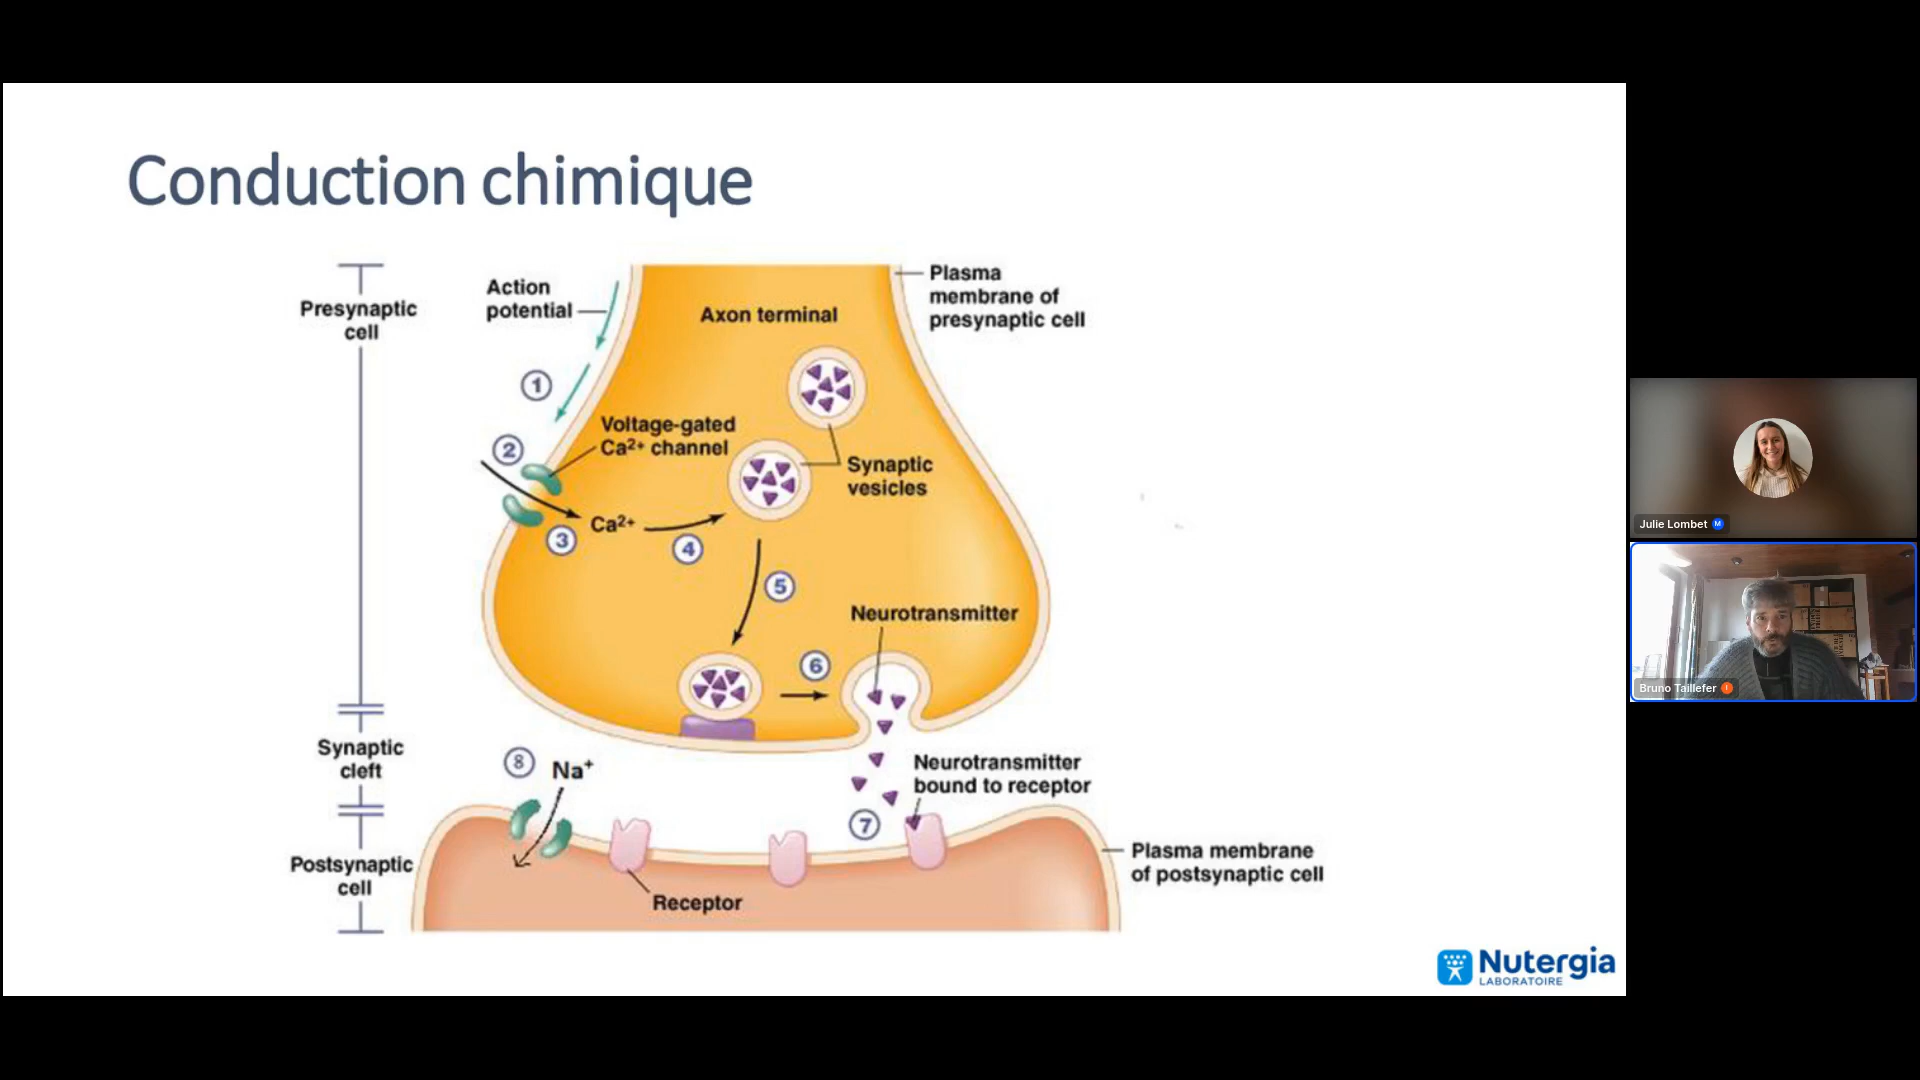 Conduction chimique
Presynaptic
cell
Action
potential
Axon terminal
Plasma
membrane of
presynaptic cell
1
2
Voltage-gated
Ca²⁺ channel
Synaptic
vesicles
3
Ca²⁺
4
5
Neurotransmitter
6
Synaptic
cleft
8
Na⁺
Neurotransmitter
bound to receptor
7
Postsynaptic
cell
Receptor
Plasma membrane
of postsynaptic cell
Nutergia
LABORATOIRE
Julie Lombet M
Bruno Taillefer